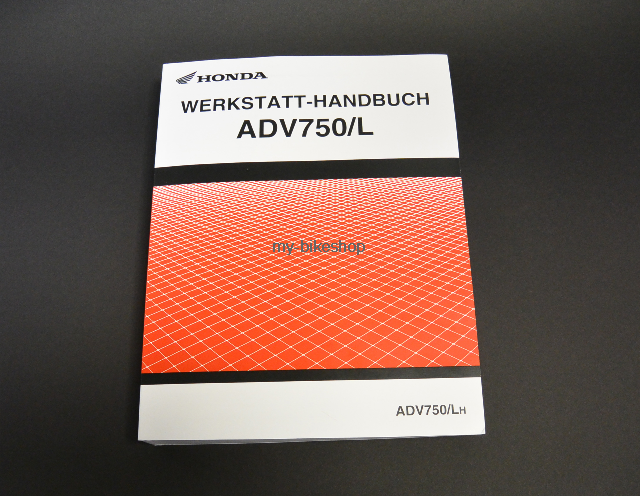 HONDA
WERKSTATT-HANDBUCH
ADV750/L
my-bikeshop
ADV750/LH